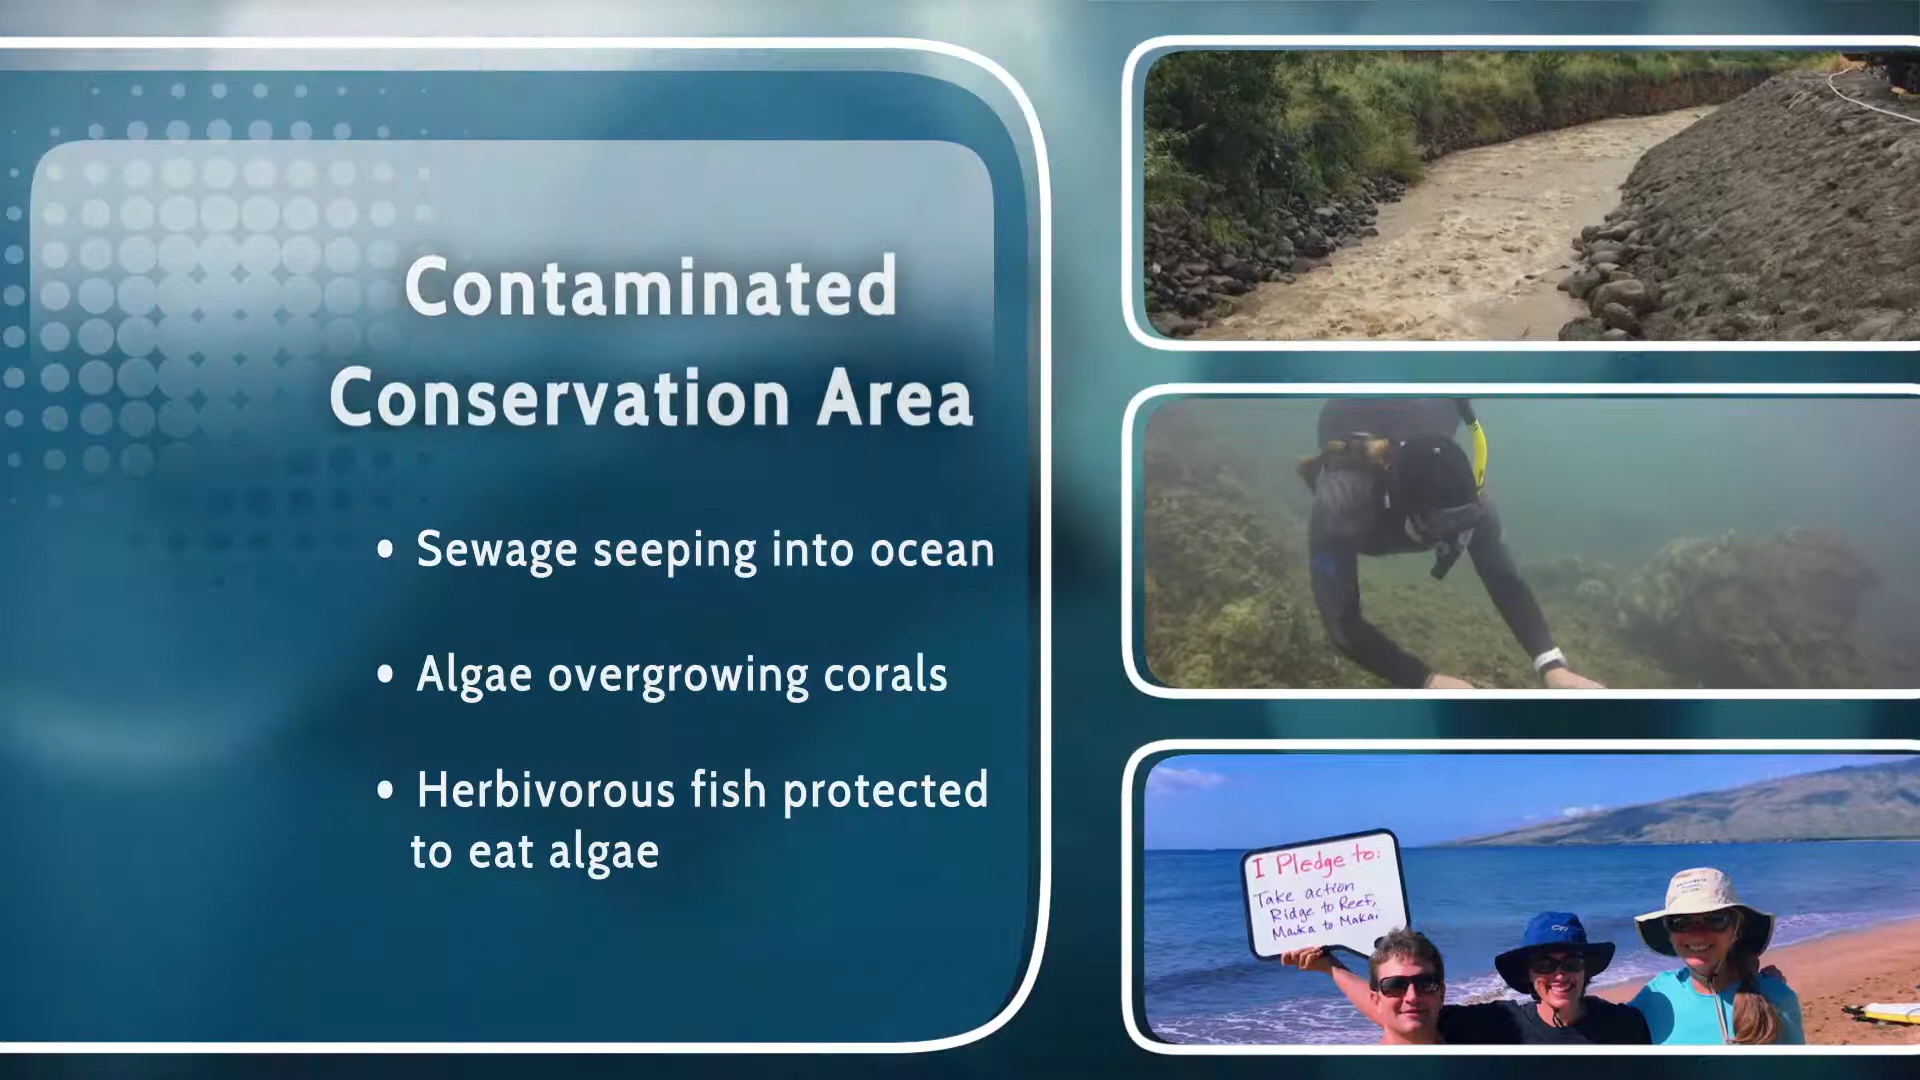 Contaminated
Conservation Area
• Sewage seeping into ocean
• Algae overgrowing corals
• Herbivorous fish protected
to eat algae
I Pledge to:
Take action
Ridge to Reef,
Mauka to Makai